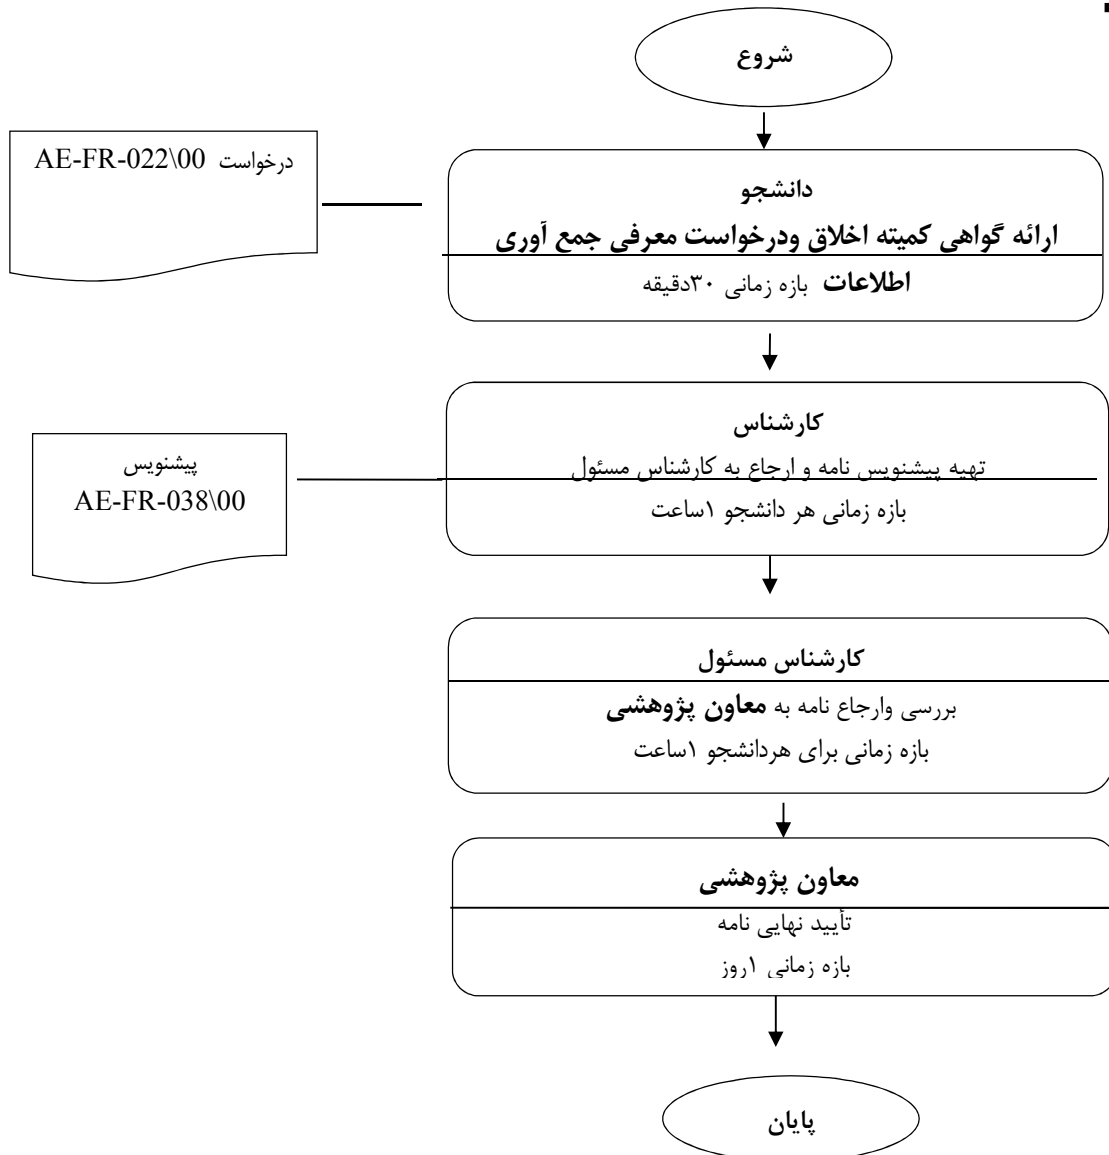 شروع
درخواست AE-FR-022\00
دانشجو
ارائه گواهی کمیته اخلاق ودرخواست معرفی جمع آوری
اطلاعات بازه زمانی ۳۰دقیقه
کارشناس
تهیه پیشنویس نامه و ارجاع به کارشناس مسئول
بازه زمانی هر دانشجو ۱ساعت
پیشنویس
AE-FR-038\00
کارشناس مسئول
بررسی وارجاع نامه به معاون پژوهشی
بازه زمانی برای هردانشجو ۱ساعت
معاون پژوهشی
تأیید نهایی نامه
بازه زمانی ۱روز
پایان